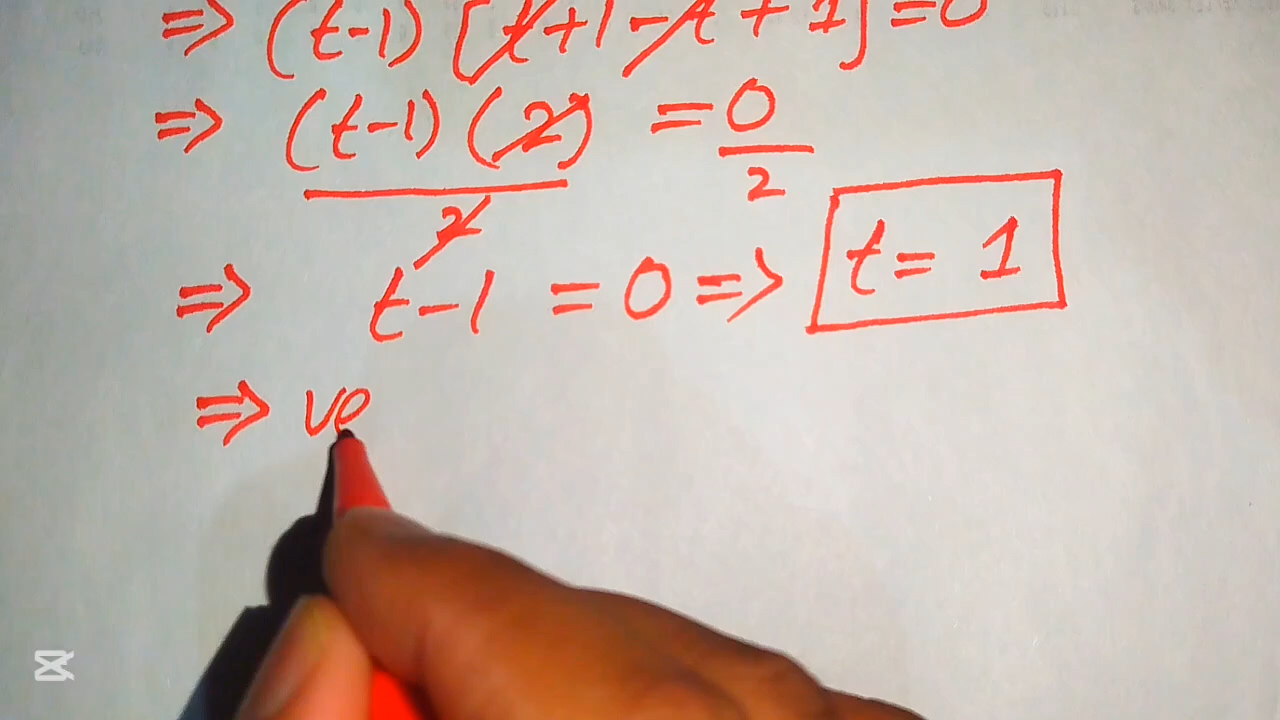 ⇒ (t-1) [t+1-t+1] = 0
⇒ (t-1) (2) / 2 = 0 / 2
⇒ t-1 = 0 ⇒ t = 1
⇒ ve